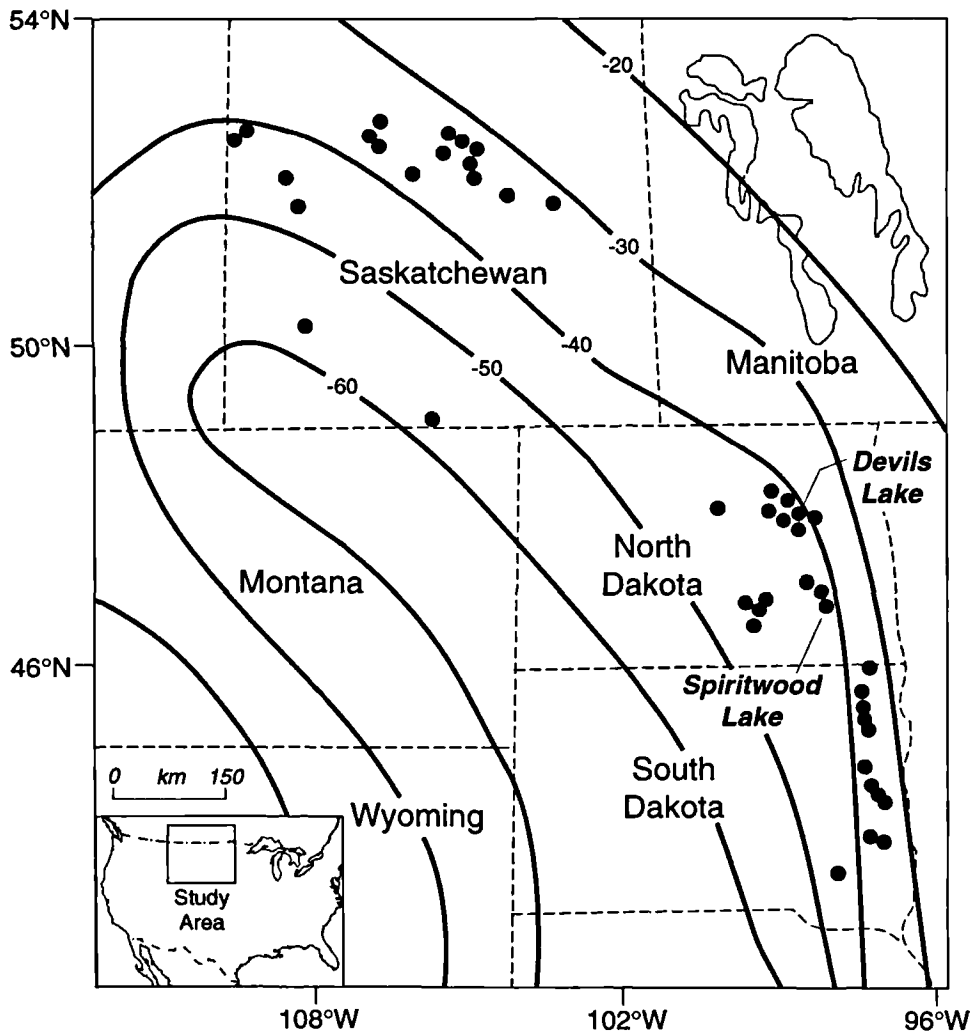 54°N
-20
-30
Saskatchewan
50°N
-40
Manitoba
-50
-60
Devils
Lake
North
Dakota
Montana
46°N
Spiritwood
Lake
0 km 150
South
Dakota
Wyoming
Study
Area
108°W
102°W
96°W